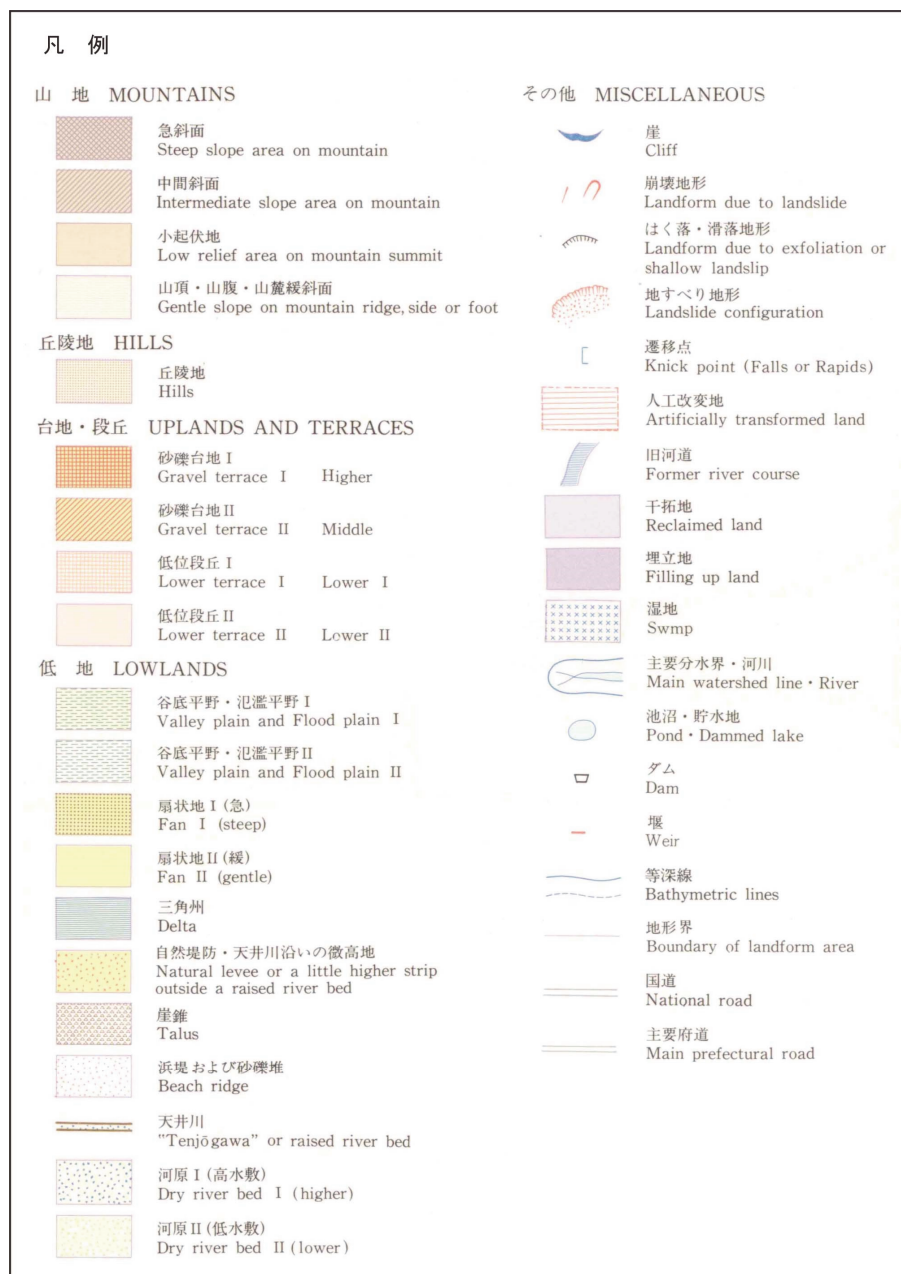 凡 例
山 地 MOUNTAINS
急斜面
Steep slope area on mountain
中間斜面
Intermediate slope area on mountain
小起伏地
Low relief area on mountain summit
山頂・山腹・山麓緩斜面
Gentle slope on mountain ridge, side or foot
丘陵地 HILLS
丘陵地
Hills
台地・段丘 UPLANDS AND TERRACES
砂礫台地 I
Gravel terrace I Higher
砂礫台地 II
Gravel terrace II Middle
低位段丘 I
Lower terrace I Lower I
低位段丘 II
Lower terrace II Lower II
低 地 LOWLANDS
谷底平野・氾濫平野 I
Valley plain and Flood plain I
谷底平野・氾濫平野 II
Valley plain and Flood plain II
扇状地 I (急)
Fan I (steep)
扇状地 II (緩)
Fan II (gentle)
三角州
Delta
自然堤防・天井川沿いの微高地
Natural levee or a little higher strip
outside a raised river bed
崖錐
Talus
浜堤および砂礫堆
Beach ridge
天井川
"Tenjōgawa" or raised river bed
河原 I (高水敷)
Dry river bed I (higher)
河原 II (低水敷)
Dry river bed II (lower)
その他 MISCELLANEOUS
崖
Cliff
崩壊地形
Landform due to landslide
はく落・滑落地形
Landform due to exfoliation or
shallow landslip
地すべり地形
Landslide configuration
遷移点
Knick point (Falls or Rapids)
人工改変地
Artificially transformed land
旧河道
Former river course
干拓地
Reclaimed land
埋立地
Filling up land
湿地
Swmp
主要分水界・河川
Main watershed line・River
池沼・貯水地
Pond・Dammed lake
ダム
Dam
堰
Weir
等深線
Bathymetric lines
地形界
Boundary of landform area
国道
National road
主要府道
Main prefectural road